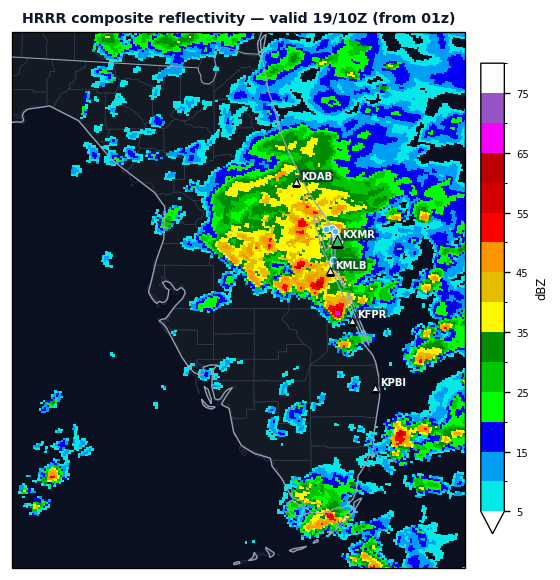 HRRR composite reflectivity — valid 19/10Z (from 01z)
KDAB
KXMR
KMLB
KFPR
KPBI
75
65
55
45
35
25
15
5
dBZ